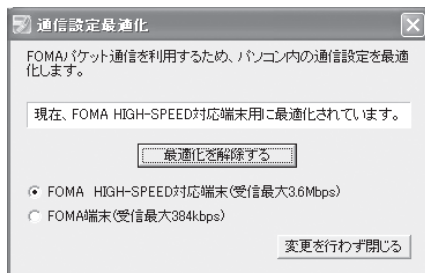 通信設定最適化
FOMAパケット通信を利用するため、パソコン内の通信設定を最適
化します。
現在、FOMA HIGH-SPEED対応端末用に最適化されています。
最適化を解除する
FOMA HIGH-SPEED対応端末(受信最大3.6Mbps)
FOMA端末(受信最大384kbps)
変更を行わず閉じる